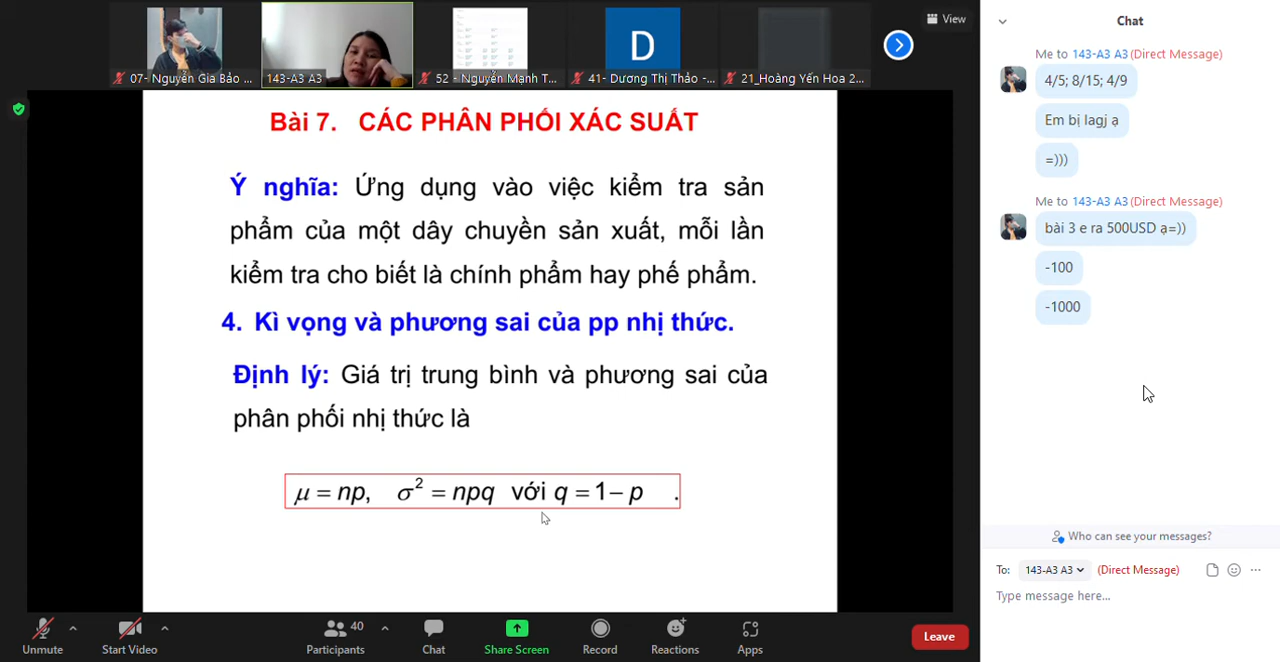 View
07- Nguyễn Gia Bảo ...
143-A3 A3
52 - Nguyễn Mạnh T...
D
41- Dương Thị Thảo -...
21_Hoàng Yến Hoa 2...
Bài 7. CÁC PHÂN PHỐI XÁC SUẤT
Ý nghĩa: Ứng dụng vào việc kiểm tra sản
phẩm của một dây chuyền sản xuất, mỗi lần
kiểm tra cho biết là chính phẩm hay phế phẩm.
4. Kì vọng và phương sai của pp nhị thức.
Định lý: Giá trị trung bình và phương sai của
phân phối nhị thức là
μ = np, σ² = npq với q = 1 − p .
Unmute
Start Video
40
Participants
Chat
Share Screen
Record
Reactions
Apps
Leave
Chat
Me to 143-A3 A3 (Direct Message)
4/5; 8/15; 4/9
Em bị lagj ạ
=)))
Me to 143-A3 A3 (Direct Message)
bài 3 e ra 500USD ạ=))
-100
-1000
Who can see your messages?
To: 143-A3 A3 (Direct Message)
Type message here...